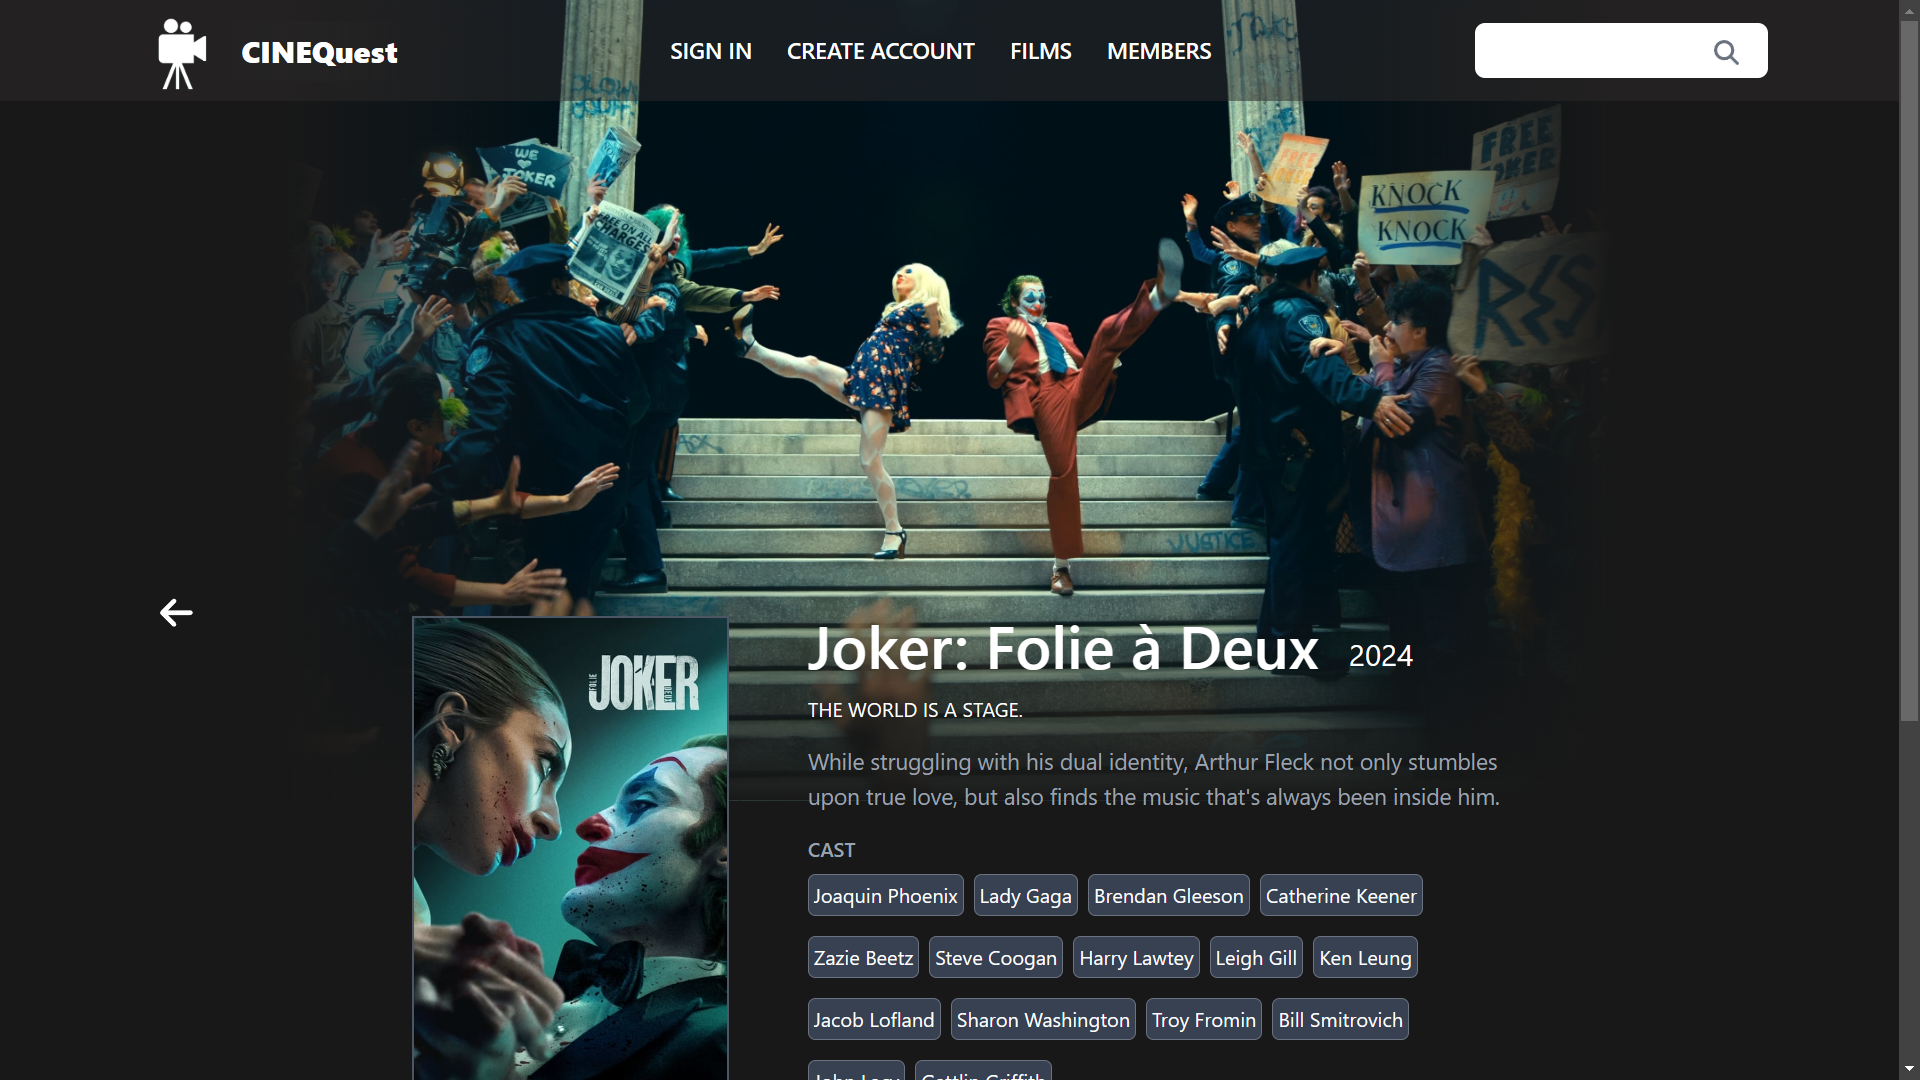 CINEQuest
SIGN IN
CREATE ACCOUNT
FILMS
MEMBERS
WE
JOKER
FREE ON ALL
CHARGES
FREE
JOKER
KNOCK
KNOCK
RES
JUSTICE
JOKER
FOLIE
DEUX
Joker: Folie à Deux 2024
THE WORLD IS A STAGE.
While struggling with his dual identity, Arthur Fleck not only stumbles
upon true love, but also finds the music that's always been inside him.
CAST
Joaquin Phoenix Lady Gaga Brendan Gleeson Catherine Keener
Zazie Beetz Steve Coogan Harry Lawtey Leigh Gill Ken Leung
Jacob Lofland Sharon Washington Troy Fromin Bill Smitrovich